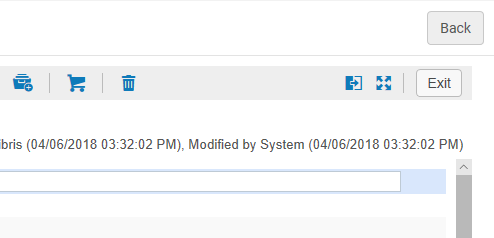 Back
Exit
(04/06/2018 03:32:02 PM), Modified by System (04/06/2018 03:32:02 PM)